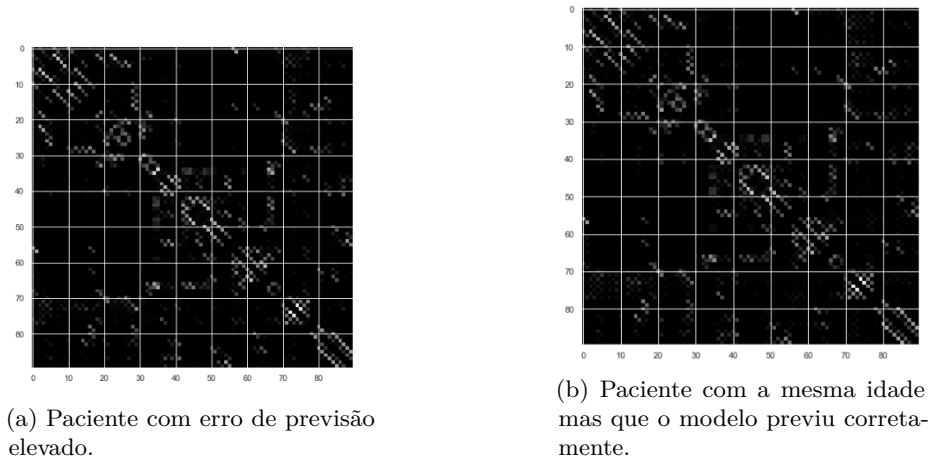 0
10
20
30
40
50
60
70
80
0 10 20 30 40 50 60 70 80
(a) Paciente com erro de previsão
elevado.
0
10
20
30
40
50
60
70
80
0 10 20 30 40 50 60 70 80
(b) Paciente com a mesma idade
mas que o modelo previu correta-
mente.